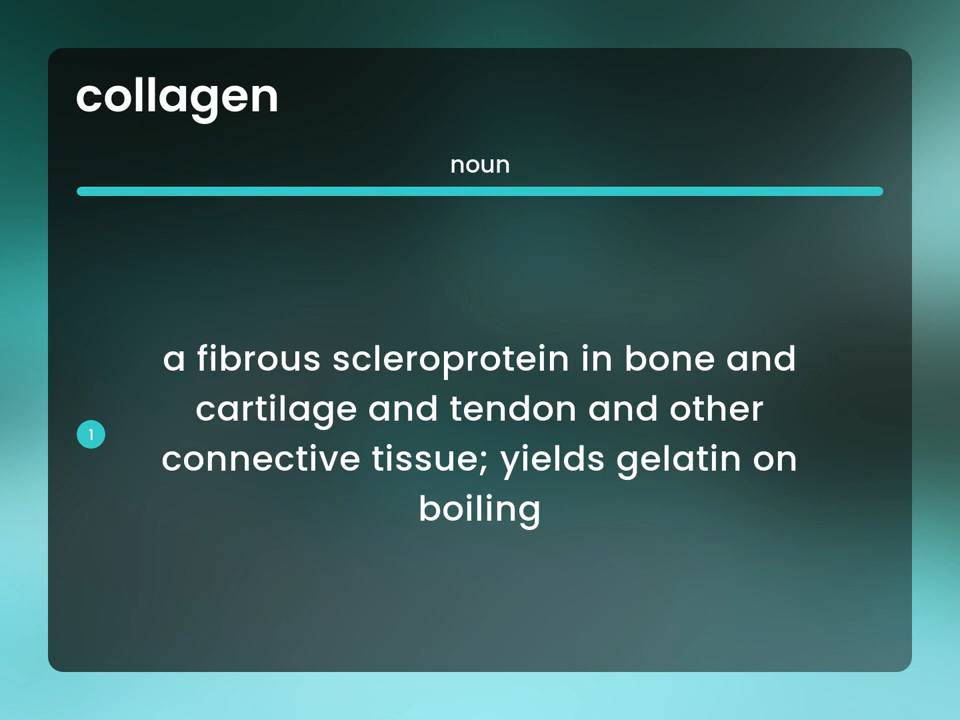 collagen
noun
1
a fibrous scleroprotein in bone and
cartilage and tendon and other
connective tissue; yields gelatin on
boiling